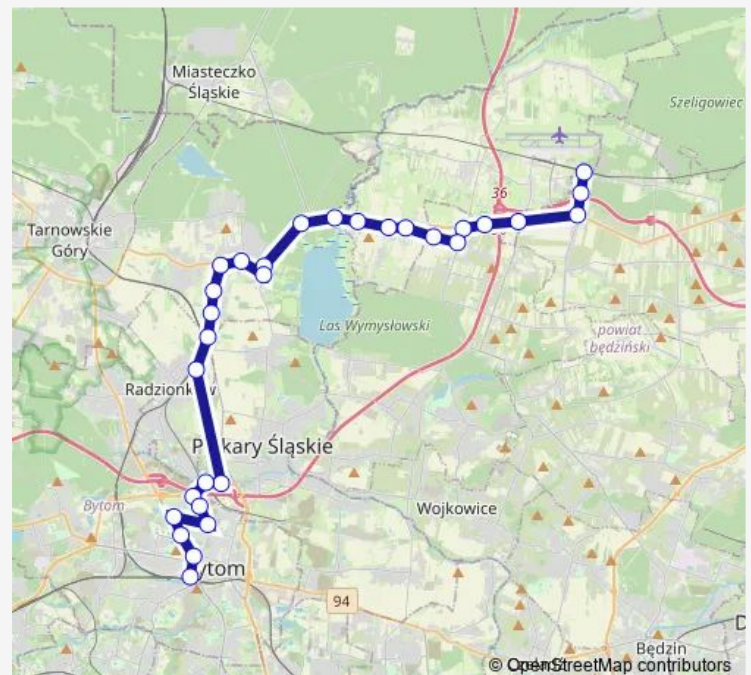 Miasteczko
Śląskie
Szeligowiec
36
Tarnowskie
Góry
Las Wymysłowski
powiat
będziński
Radzionków
Piekary Śląskie
Bytom
Wojkowice
Bytom
94
Będzin
© OpenStreetMap contributors